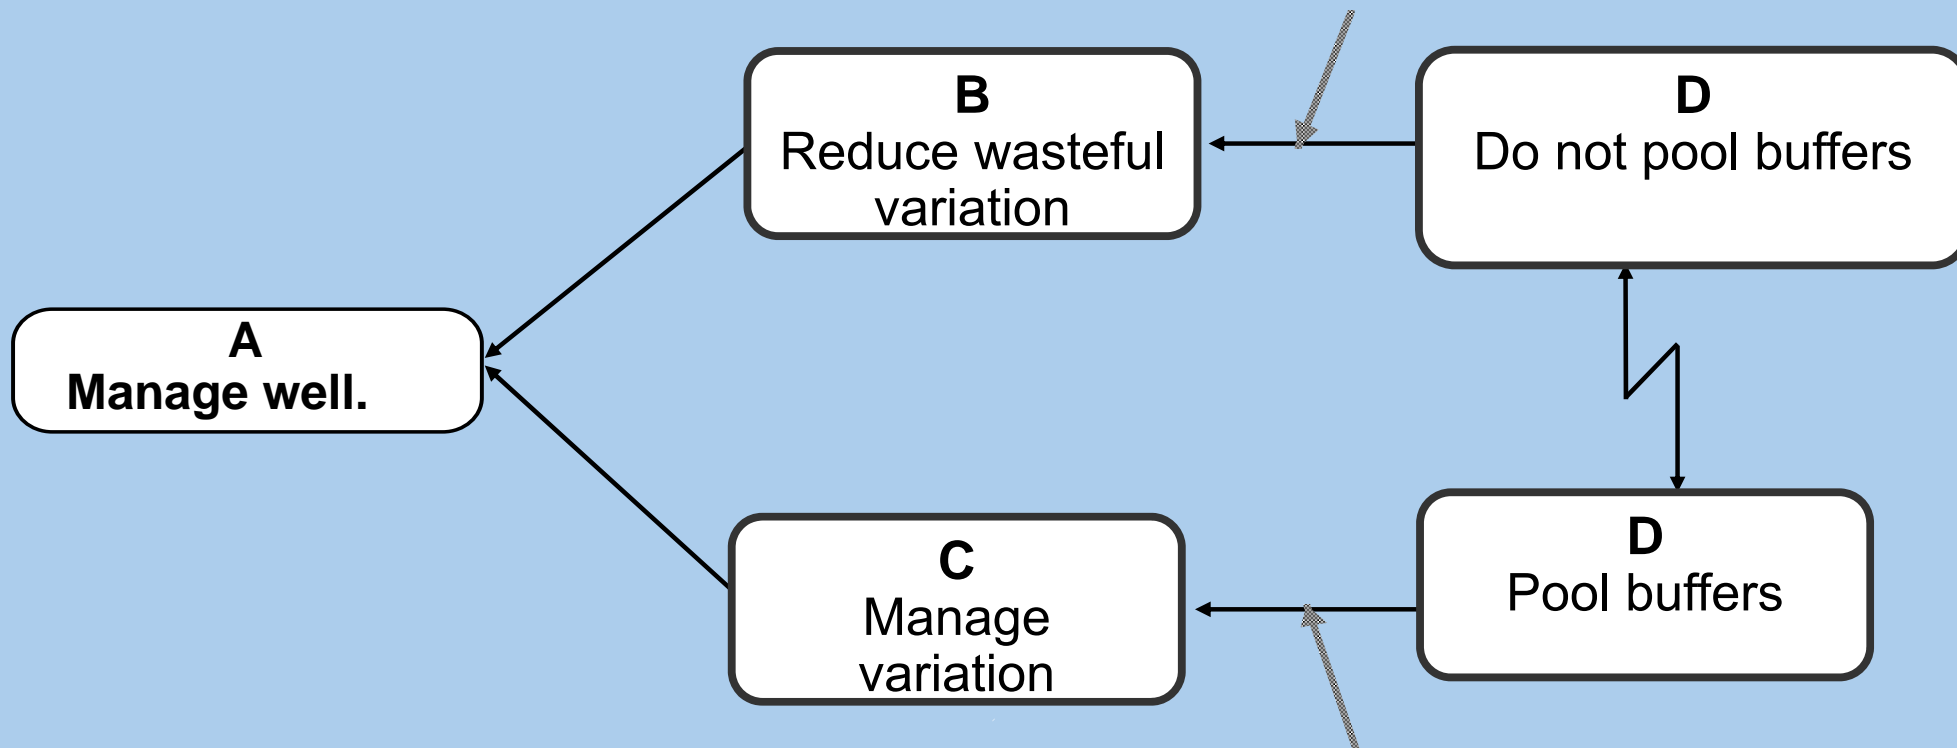 B
Reduce wasteful
variation
D
Do not pool buffers
A
Manage well.
C
Manage
variation
D
Pool buffers